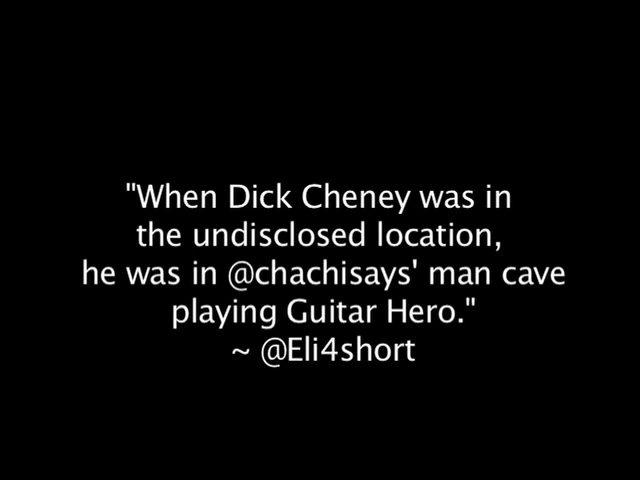 "When Dick Cheney was in
the undisclosed location,
he was in @chachisays' man cave
playing Guitar Hero."
~ @Eli4short